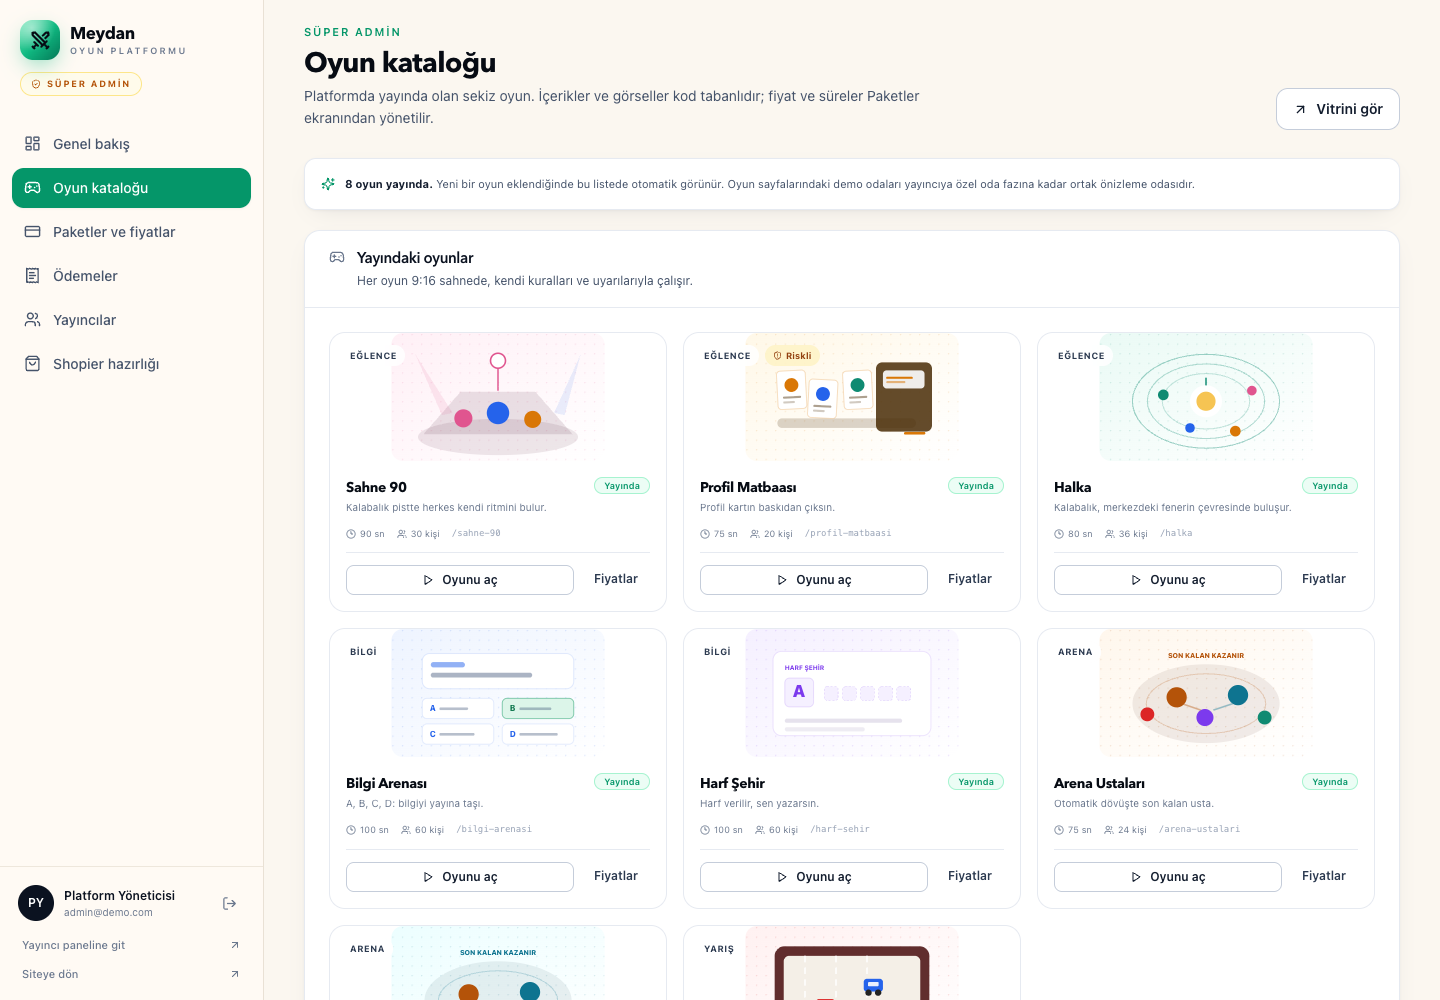 Meydan
OYUN PLATFORMU
SÜPER ADMİN
Genel bakış
Oyun kataloğu
Paketler ve fiyatlar
Ödemeler
Yayıncılar
Shopier hazırlığı
PY
Platform Yöneticisi
admin@demo.com
Yayıncı paneline git
Siteye dön
SÜPER ADMİN
Oyun kataloğu
Platformda yayında olan sekiz oyun. İçerikler ve görseller kod tabanlıdır; fiyat ve süreler Paketler
ekranından yönetilir.
Vitrini gör
8 oyun yayında. Yeni bir oyun eklendiğinde bu listede otomatik görünür. Oyun sayfalarındaki demo odaları yayıncıya özel oda fazına kadar ortak önizleme odasıdır.
Yayındaki oyunlar
Her oyun 9:16 sahnede, kendi kuralları ve uyarılarıyla çalışır.
EĞLENCE
Sahne 90
Yayında
Kalabalık pistte herkes kendi ritmini bulur.
90 sn 30 kişi /sahne-90
Oyunu aç Fiyatlar
EĞLENCE Riskli
Profil Matbaası
Yayında
Profil kartın baskıdan çıksın.
75 sn 20 kişi /profil-matbaasi
Oyunu aç Fiyatlar
EĞLENCE
Halka
Yayında
Kalabalık, merkezdeki fenerin çevresinde buluşur.
80 sn 36 kişi /halka
Oyunu aç Fiyatlar
BİLGİ
A B
C D
Bilgi Arenası
Yayında
A, B, C, D: bilgiyi yayına taşı.
100 sn 60 kişi /bilgi-arenasi
Oyunu aç Fiyatlar
BİLGİ
HARF ŞEHİR
A
Harf Şehir
Yayında
Harf verilir, sen yazarsın.
100 sn 60 kişi /harf-sehir
Oyunu aç Fiyatlar
ARENA
SON KALAN KAZANIR
Arena Ustaları
Yayında
Otomatik dövüşte son kalan usta.
75 sn 24 kişi /arena-ustalari
Oyunu aç Fiyatlar
ARENA
SON KALAN KAZANIR
YARIŞ